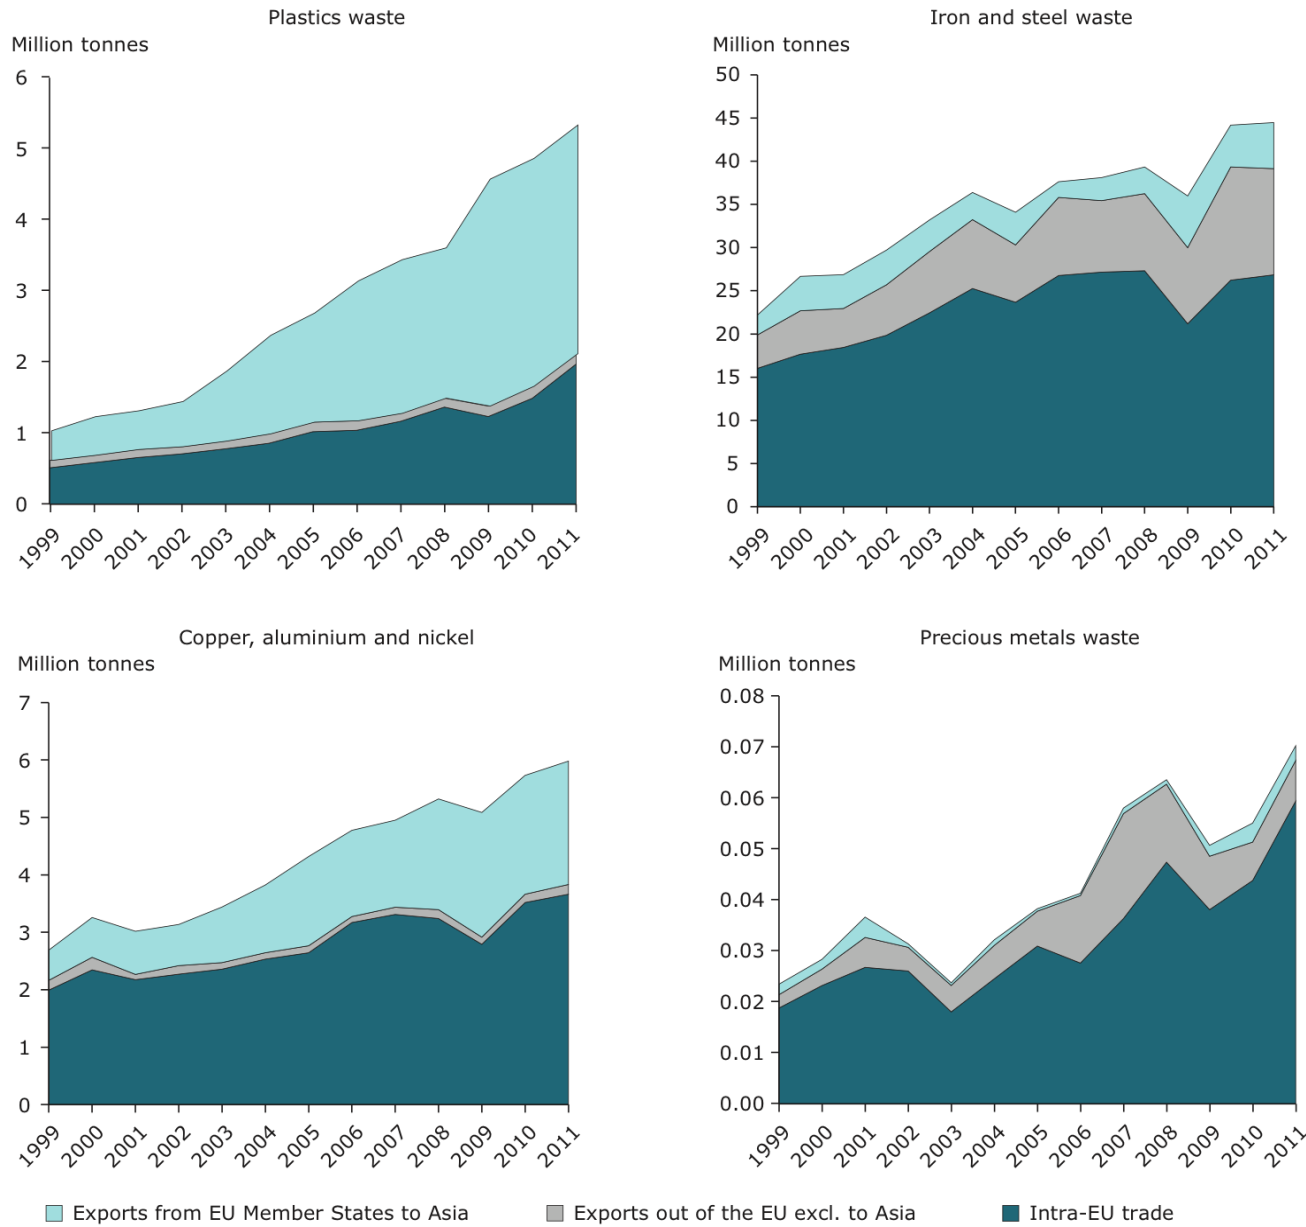 Plastics waste
Million tonnes
6
5
4
3
2
1
0
1999 2000 2001 2002 2003 2004 2005 2006 2007 2008 2009 2010 2011
Iron and steel waste
Million tonnes
50
45
40
35
30
25
20
15
10
5
0
1999 2000 2001 2002 2003 2004 2005 2006 2007 2008 2009 2010 2011
Copper, aluminium and nickel
Million tonnes
7
6
5
4
3
2
1
0
1999 2000 2001 2002 2003 2004 2005 2006 2007 2008 2009 2010 2011
Precious metals waste
Million tonnes
0.08
0.07
0.06
0.05
0.04
0.03
0.02
0.01
0.00
1999 2000 2001 2002 2003 2004 2005 2006 2007 2008 2009 2010 2011
Exports from EU Member States to Asia Exports out of the EU excl. to Asia Intra-EU trade